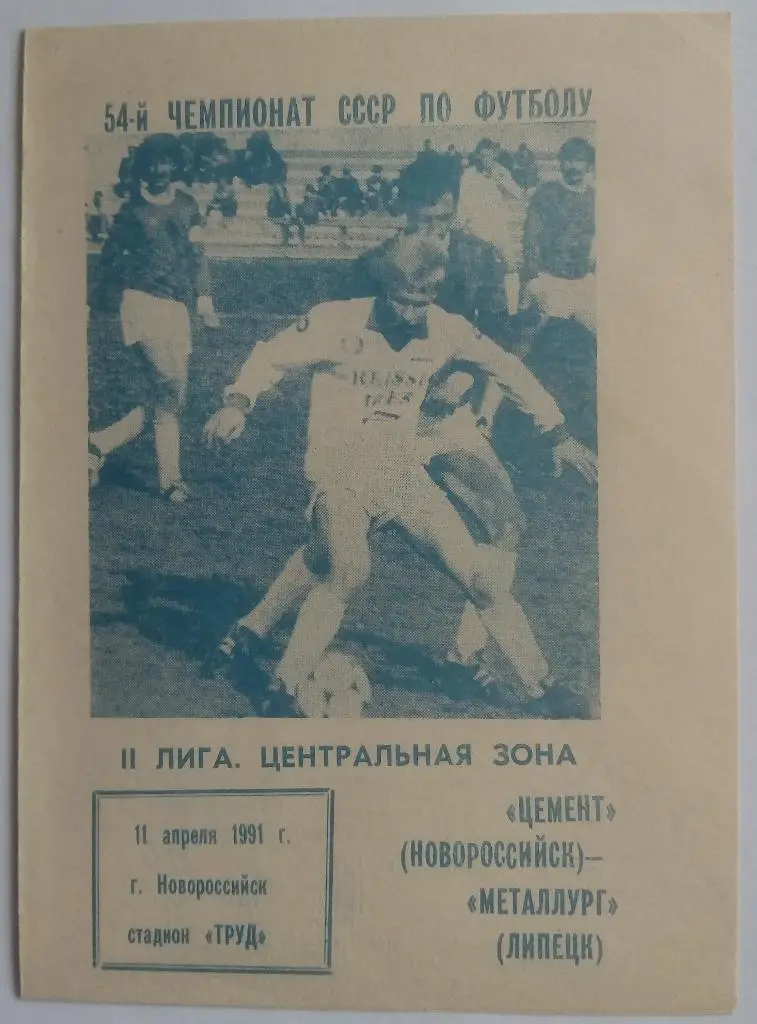 54-й ЧЕМПИОНАТ СССР ПО ФУТБОЛУ
II ЛИГА. ЦЕНТРАЛЬНАЯ ЗОНА
11 апреля 1991 г.
г. Новороссийск
стадион «ТРУД»
«ЦЕМЕНТ»
(НОВОРОССИЙСК)—
«МЕТАЛЛУРГ»
(ЛИПЕЦК)